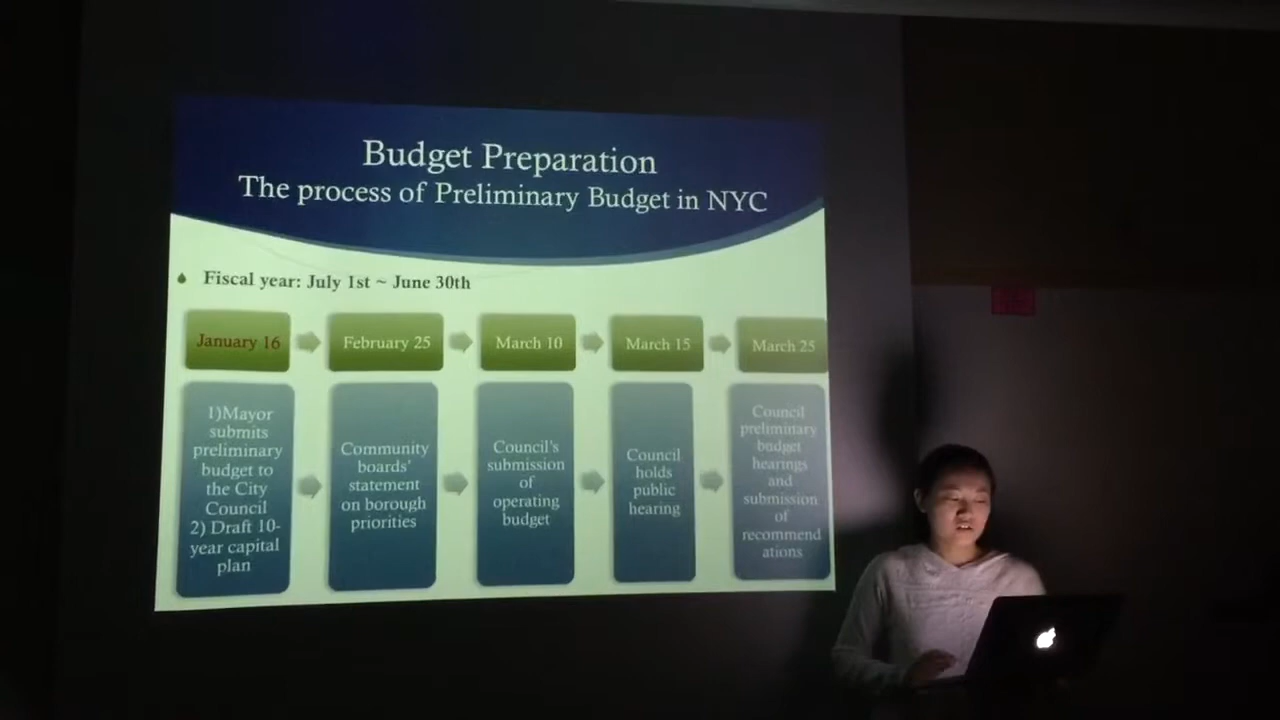 Budget Preparation
The process of Preliminary Budget in NYC
Fiscal year: July 1st ~ June 30th
January 16
February 25
March 10
March 15
March 25
1)Mayor
submits
preliminary
budget to
the City
Council
2) Draft 10-
year capital
plan
Community
boards'
statement
on borough
priorities
Council's
submission
of
operating
budget
Council
holds
public
hearing
Council
preliminary
budget
hearings
and
submission
of
recommend
ations